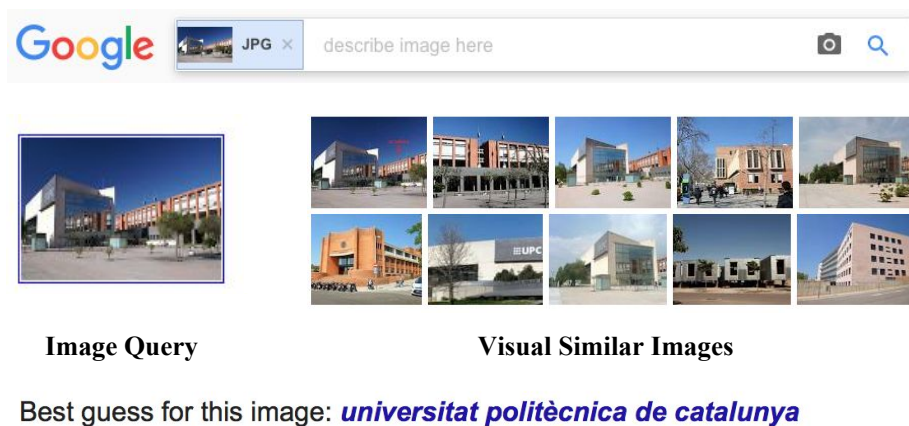 Google JPG × describe image here
UPC
Image Query Visual Similar Images
Best guess for this image: universitat politècnica de catalunya